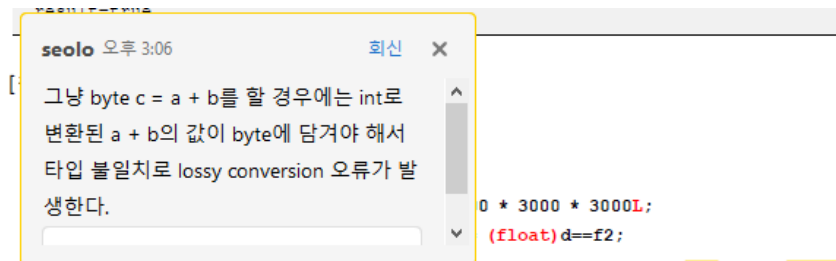 result=true
seolo 오후 3:06 회신
그냥 byte c = a + b를 할 경우에는 int로
변환된 a + b의 값이 byte에 담겨야 해서
타입 불일치로 lossy conversion 오류가 발
생한다.
0 * 3000 * 3000L;
(float)d==f2;